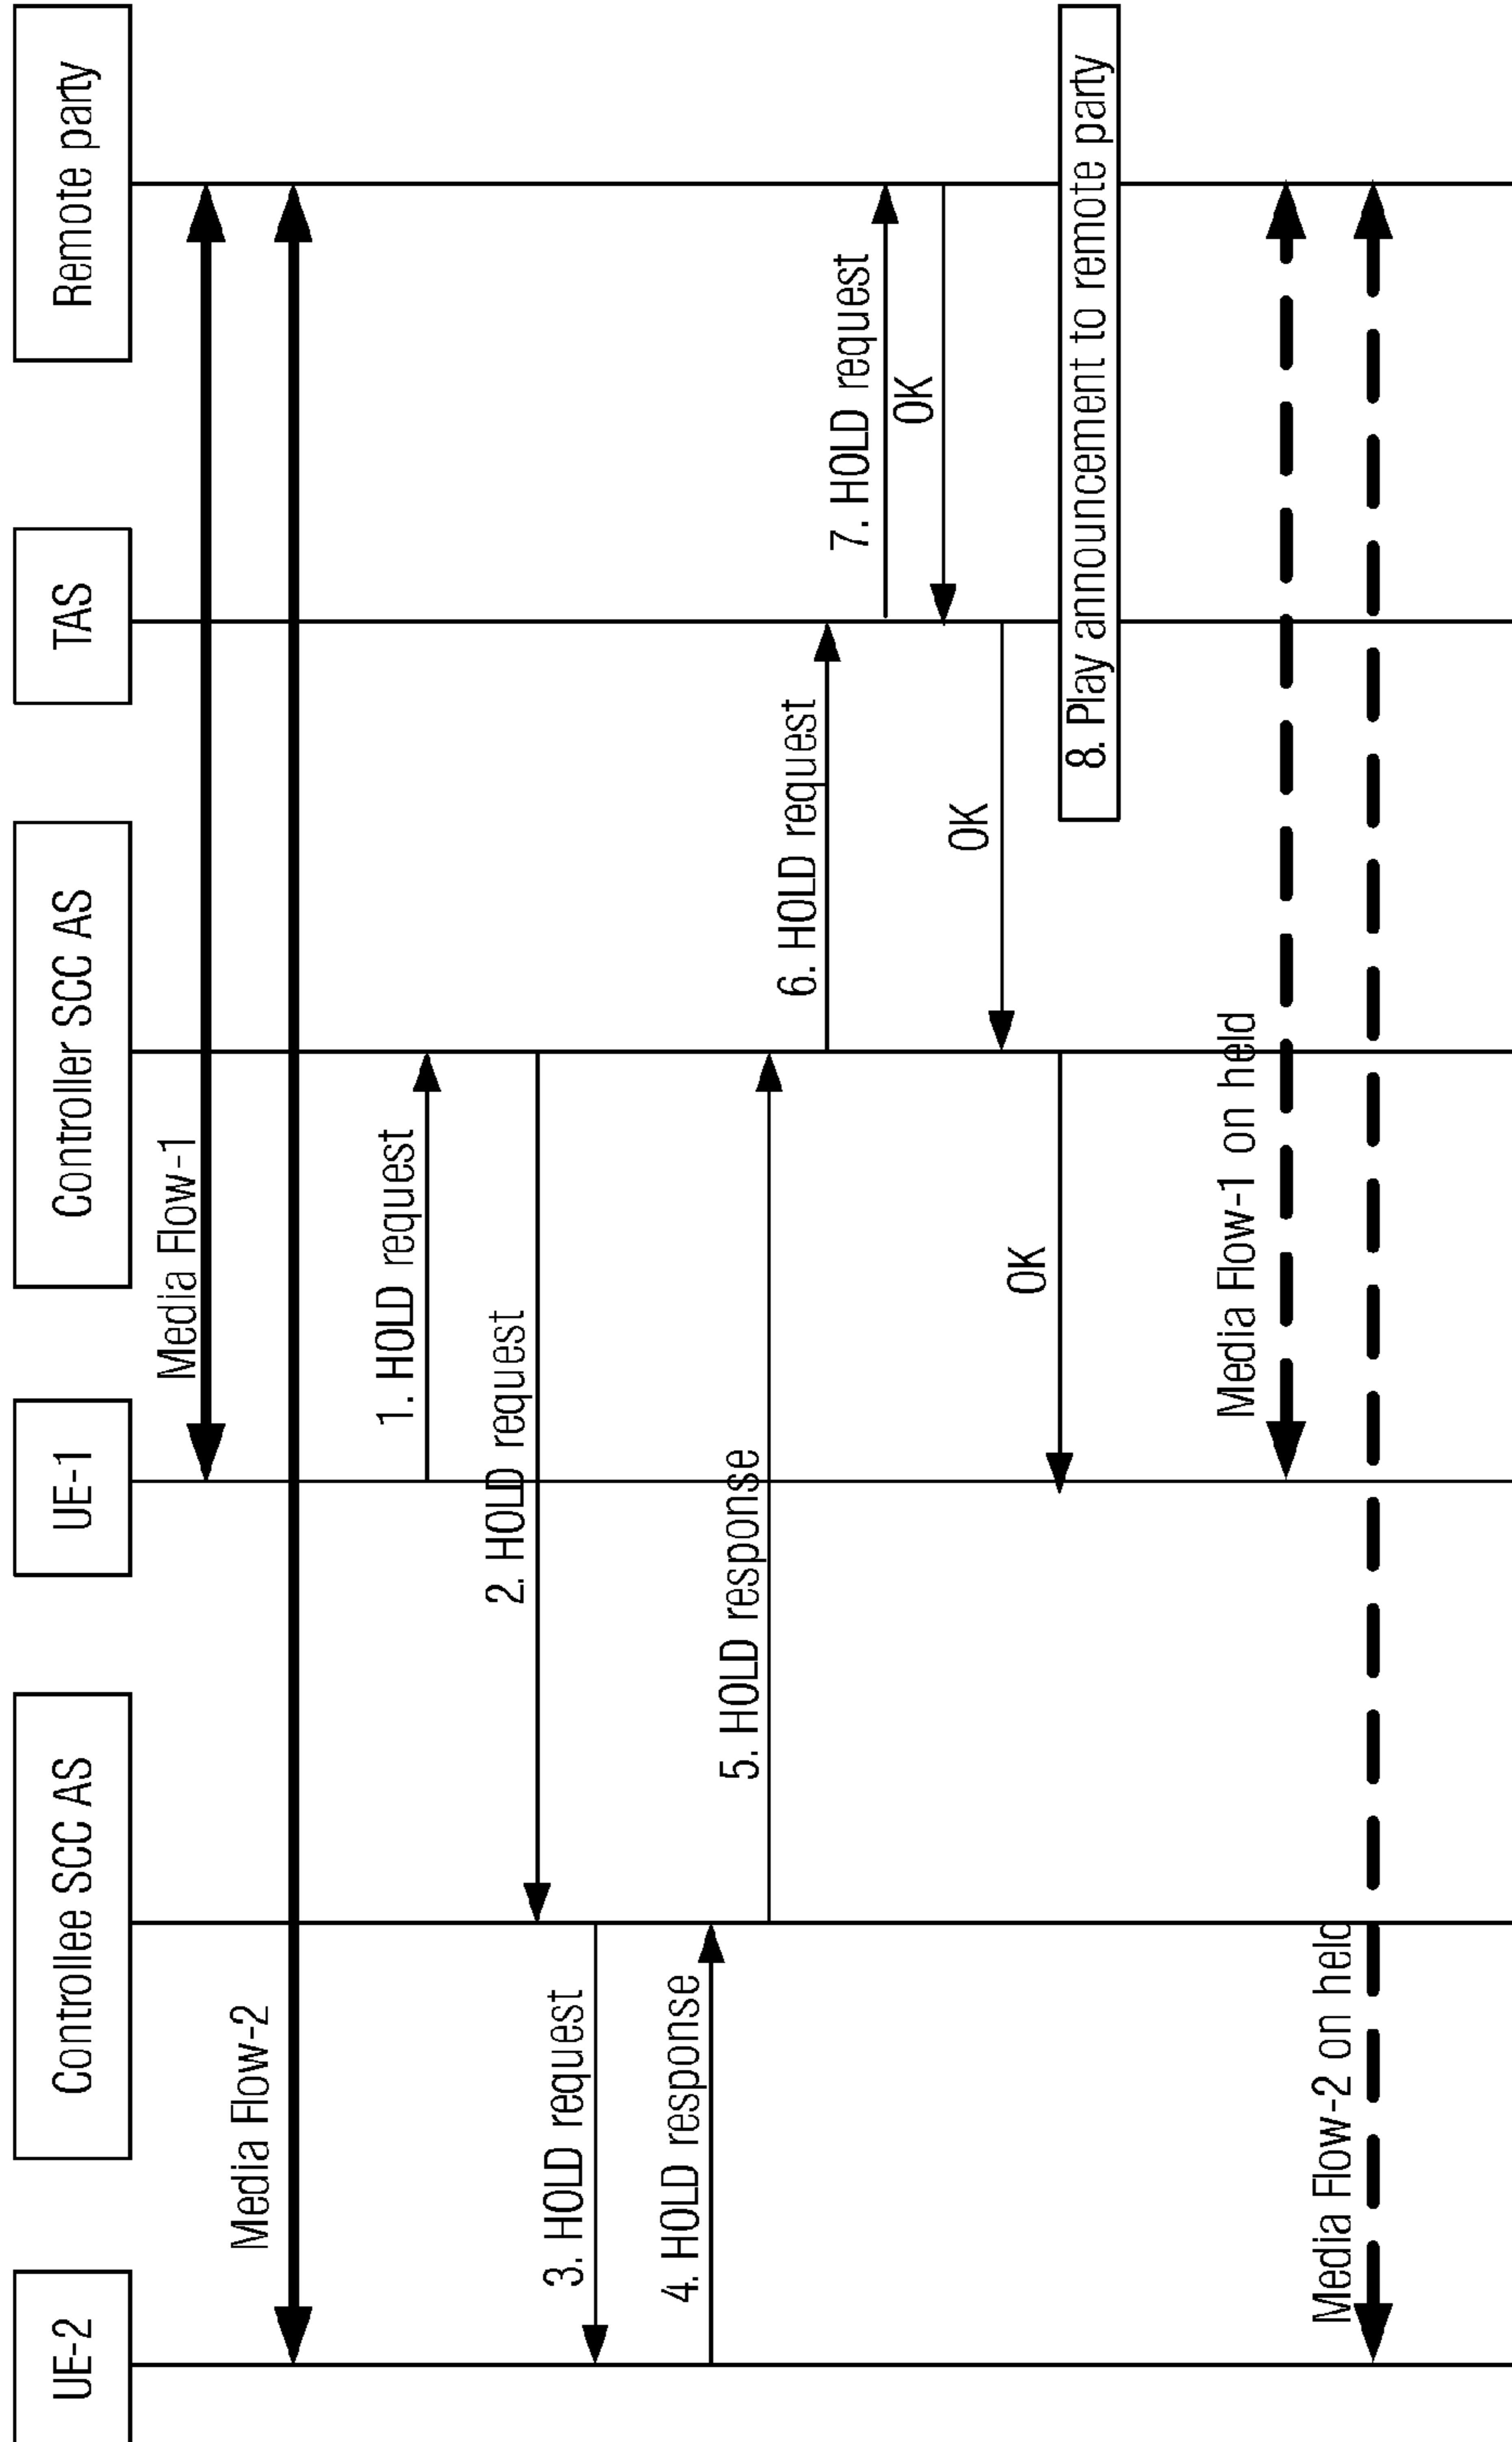 UE-2
Controllee SCC AS
UE-1
Controller SCC AS
TAS
Remote party
Media Flow-1
Media Flow-2
1. HOLD request
2. HOLD request
3. HOLD request
4. HOLD response
5. HOLD response
6. HOLD request
7. HOLD request
OK
OK
OK
8. Play announcement to remote party
Media Flow-1 on held
Media Flow-2 on held